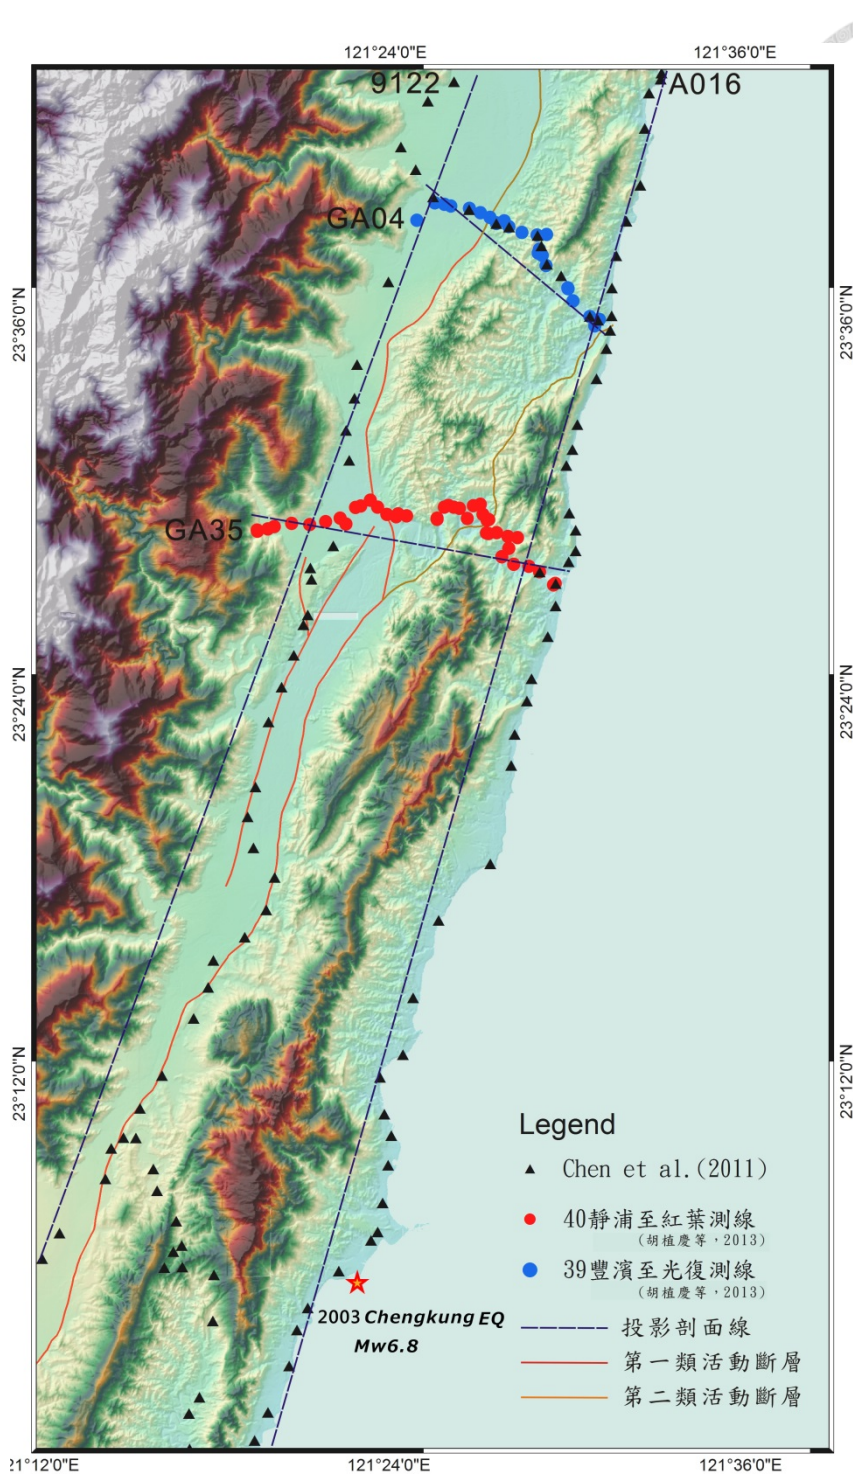 121°24'0"E
121°36'0"E
9122
A016
GA04
23°36'0"N
23°36'0"N
GA35
23°24'0"N
23°24'0"N
23°12'0"N
23°12'0"N
Legend
Chen et al.(2011)
40靜浦至紅葉測線
(胡植慶等，2013)
39豐濱至光復測線
(胡植慶等，2013)
投影剖面線
第一類活動斷層
第二類活動斷層
2003 Chengkung EQ
Mw6.8
21°12'0"E
121°24'0"E
121°36'0"E